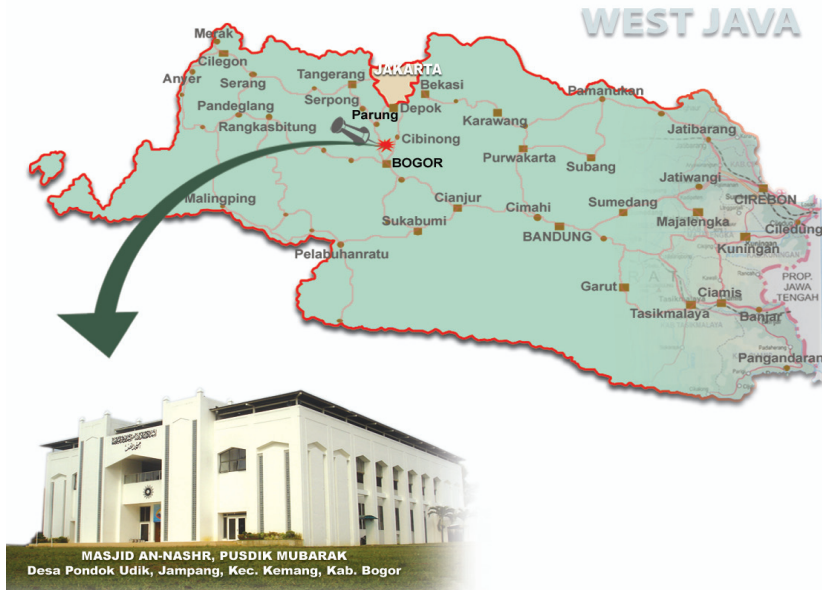 WEST JAVA
Merak
Cilegon
JAKARTA
Anyer
Serang
Tangerang
Bekasi
Pamanukan
Serpong
Depok
Pandeglang
Parung
Karawang
Rangkasbitung
Cibinong
Jatibarang
BOGOR
Purwakarta
Subang
Jatiwangi
Malingping
Cianjur
Cimahi
Sumedang
CIREBON
Sukabumi
BANDUNG
Majalengka
Ciledung
Kuningan
Pelabuhanratu
PROP.
JAWA
TENGAH
Garut
Ciamis
Tasikmalaya
Banjar
Pangandaran
MASJID AN-NASHR, PUSDIK MUBARAK
Desa Pondok Udik, Jampang, Kec. Kemang, Kab. Bogor